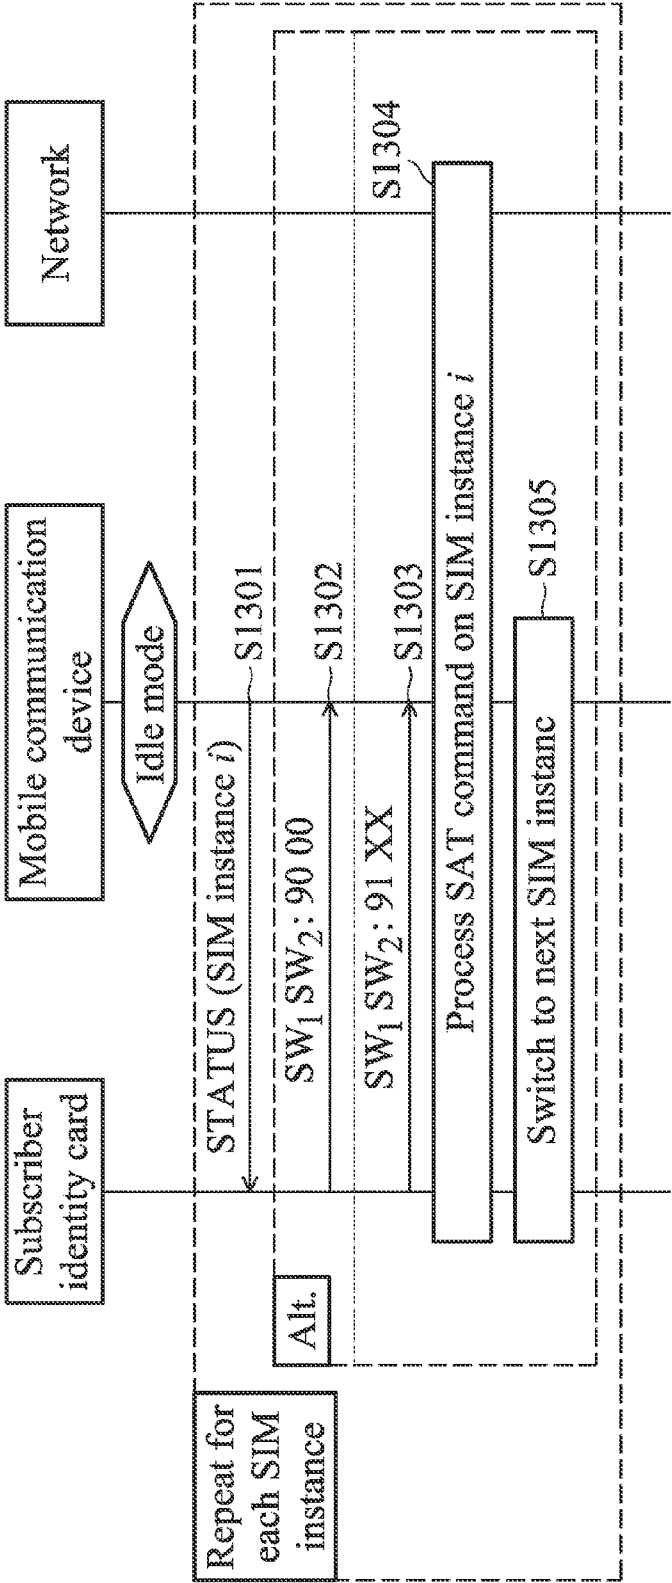 Subscriber
identity card
Mobile communication
device
Network
Idle mode
Repeat for
each SIM
instance
STATUS (SIM instance i)
S1301
Alt.
SW1 SW2: 90 00
S1302
SW1 SW2: 91 XX
S1303
S1304
Process SAT command on SIM instance i
Switch to next SIM instanc
S1305